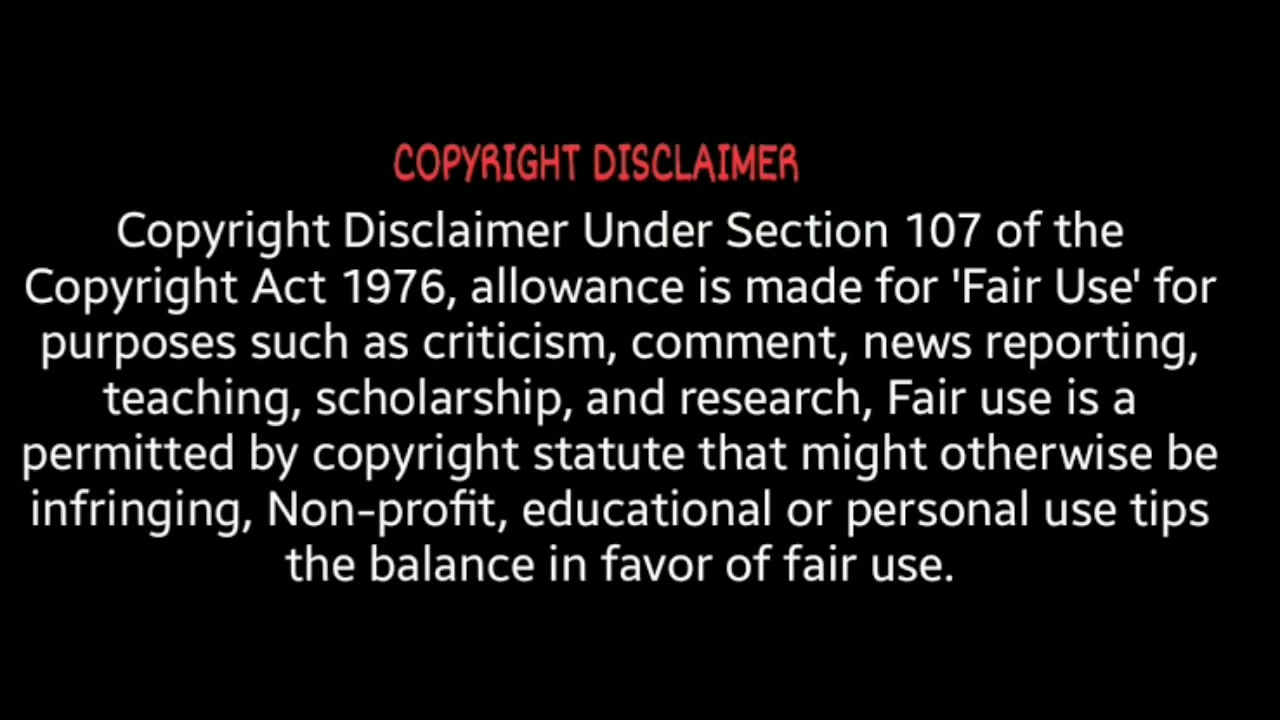 COPYRIGHT DISCLAIMER
Copyright Disclaimer Under Section 107 of the
Copyright Act 1976, allowance is made for 'Fair Use' for
purposes such as criticism, comment, news reporting,
teaching, scholarship, and research, Fair use is a
permitted by copyright statute that might otherwise be
infringing, Non-profit, educational or personal use tips
the balance in favor of fair use.